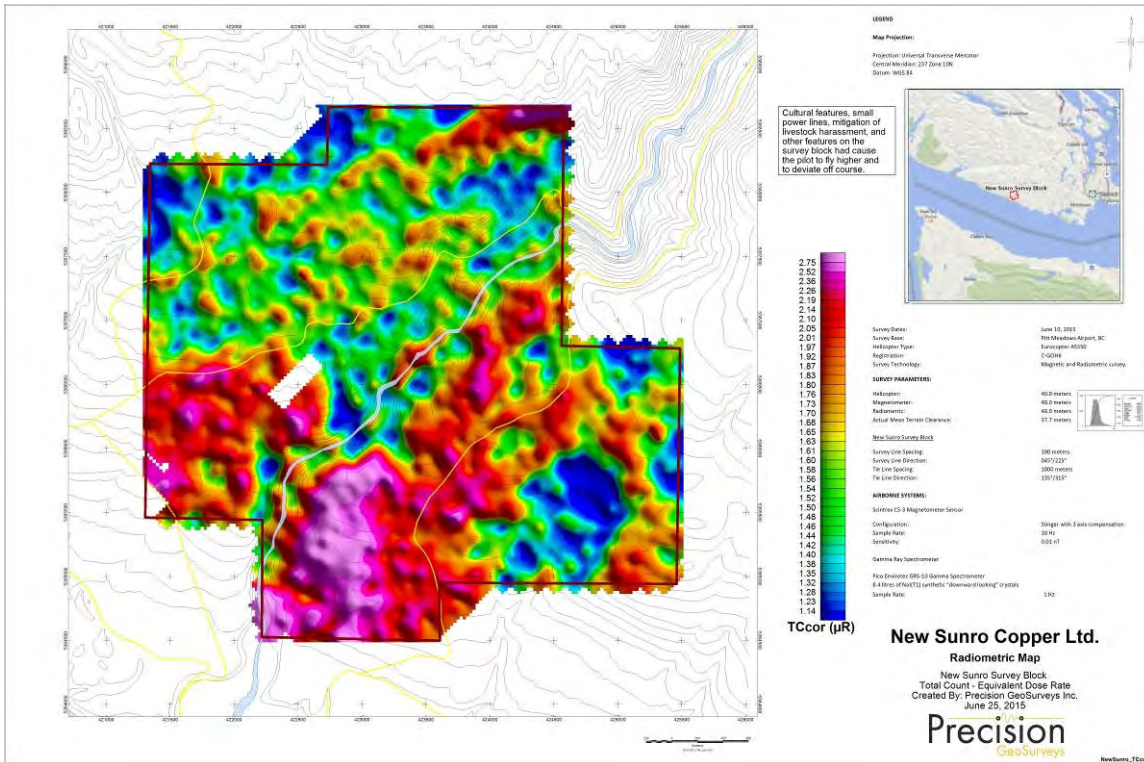 LEGEND
Map Projection:
Projection: Universal Transverse Mercator
Central Meridian: 237 Zone 10N
Datum: WGS 84
Cultural features, small
power lines, mitigation of
livestock harassment, and
other features on the
survey block had cause
the pilot to fly higher and
to deviate off course.
New Sunro Survey Block
2.75
2.52
2.36
2.26
2.19
2.14
2.10
2.05
2.01
1.97
1.92
1.87
1.83
1.80
1.76
1.73
1.70
1.68
1.65
1.63
1.61
1.60
1.58
1.56
1.54
1.52
1.50
1.48
1.46
1.44
1.42
1.40
1.38
1.35
1.32
1.28
1.23
1.14
TCcor (µR)
Survey Dates: June 10, 2015
Survey Base: Pitt Meadows Airport, BC
Helicopter Type: Eurocopter AS350
Registration: C-GOHK
Survey Technology: Magnetic and Radiometric survey.
SURVEY PARAMETERS:
Helicopter: 40.0 meters
Magnetometer: 40.0 meters
Radiometric: 40.0 meters
Actual Mean Terrain Clearance: 37.7 meters
New Sunro Survey Block
Survey Line Spacing: 100 meters
Survey Line Direction: 045°/225°
Tie Line Spacing: 1000 meters
Tie Line Direction: 135°/315°
AIRBORNE SYSTEMS:
Scintrex CS-3 Magnetometer Sensor
Configuration: Stinger with 3 axis compensation
Sample Rate: 10 Hz
Sensitivity: 0.01 nT
Gamma Ray Spectrometer
Pico Envirotec GRS-10 Gamma Spectrometer
8.4 litres of NaI(Tl) synthetic "downward looking" crystals
Sample Rate: 1 Hz
New Sunro Copper Ltd.
Radiometric Map
New Sunro Survey Block
Total Count - Equivalent Dose Rate
Created By: Precision GeoSurveys Inc.
June 25, 2015
Precision
GeoSurveys
NewSunro_TCcor